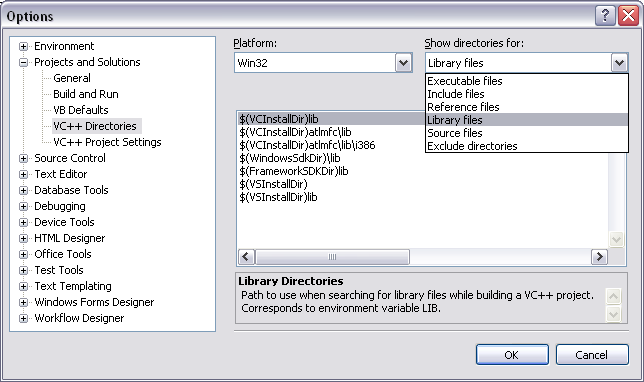 Options
Environment
Projects and Solutions
General
Build and Run
VB Defaults
VC++ Directories
VC++ Project Settings
Source Control
Text Editor
Database Tools
Debugging
Device Tools
HTML Designer
Office Tools
Test Tools
Text Templating
Windows Forms Designer
Workflow Designer
Platform:
Win32
Show directories for:
Library files
Executable files
Include files
Reference files
Library files
Source files
Exclude directories
$(VCInstallDir)lib
$(VCInstallDir)atlmfc\lib
$(VCInstallDir)atlmfc\lib\i386
$(WindowsSdkDir)\lib
$(FrameworkSDKDir)lib
$(VSInstallDir)
$(VSInstallDir)lib
Library Directories
Path to use when searching for library files while building a VC++ project.
Corresponds to environment variable LIB.
OK
Cancel